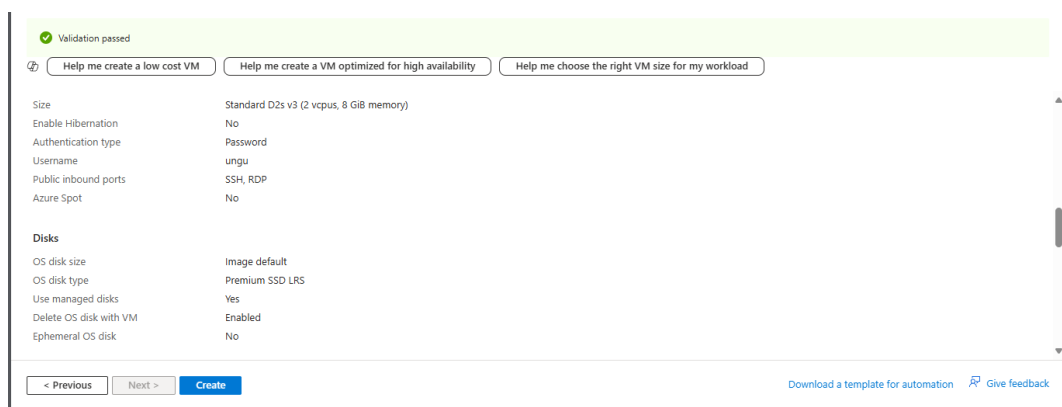 Validation passed
Help me create a low cost VM Help me create a VM optimized for high availability Help me choose the right VM size for my workload
Size Standard D2s v3 (2 vcpus, 8 GiB memory)
Enable Hibernation No
Authentication type Password
Username ungu
Public inbound ports SSH, RDP
Azure Spot No
Disks
OS disk size Image default
OS disk type Premium SSD LRS
Use managed disks Yes
Delete OS disk with VM Enabled
Ephemeral OS disk No
< Previous Next > Create Download a template for automation Give feedback